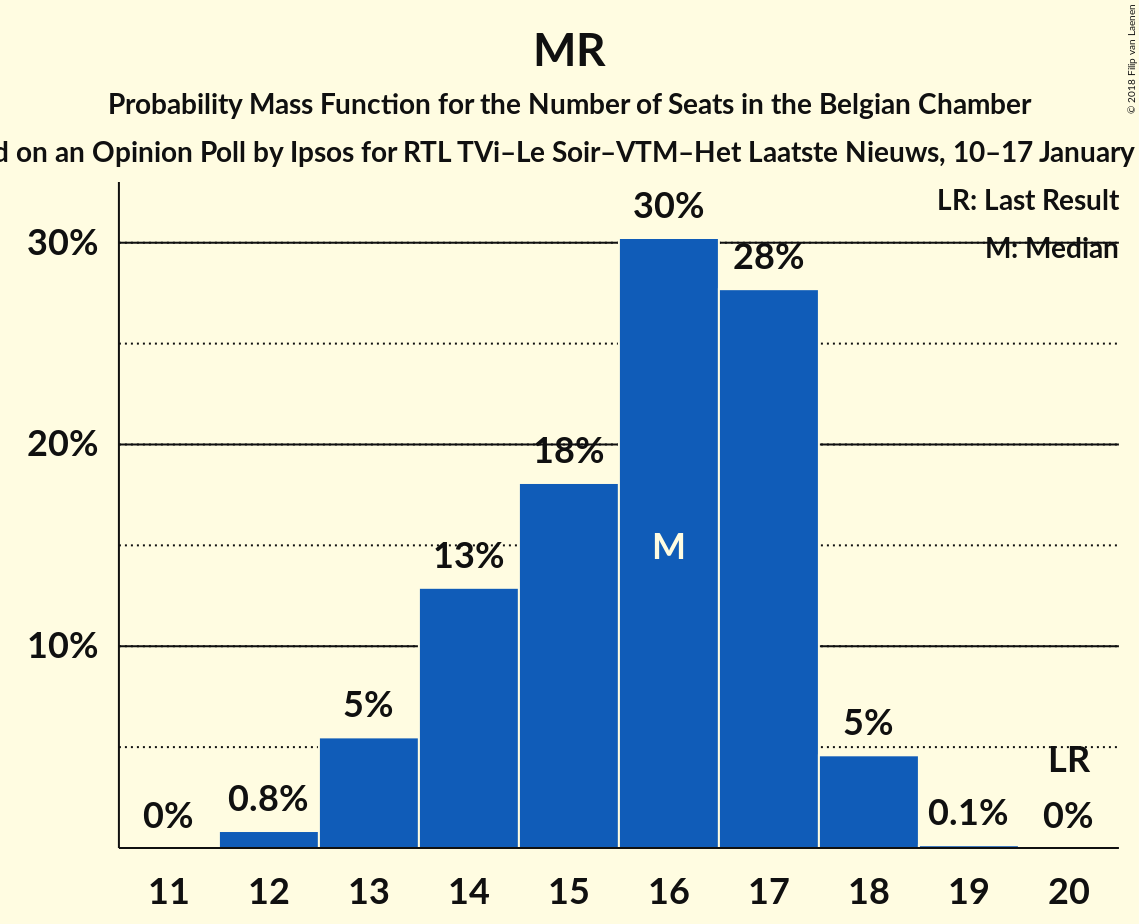 MR
Probability Mass Function for the Number of Seats in the Belgian Chamber
on an Opinion Poll by Ipsos for RTL TVi–Le Soir–VTM–Het Laatste Nieuws, 10–17 January
© 2018 Filip van Laenen
LR: Last Result
M: Median
30%
20%
10%
0%
0.8%
5%
13%
18%
30%
28%
5%
0.1%
0%
LR
M
11 12 13 14 15 16 17 18 19 20